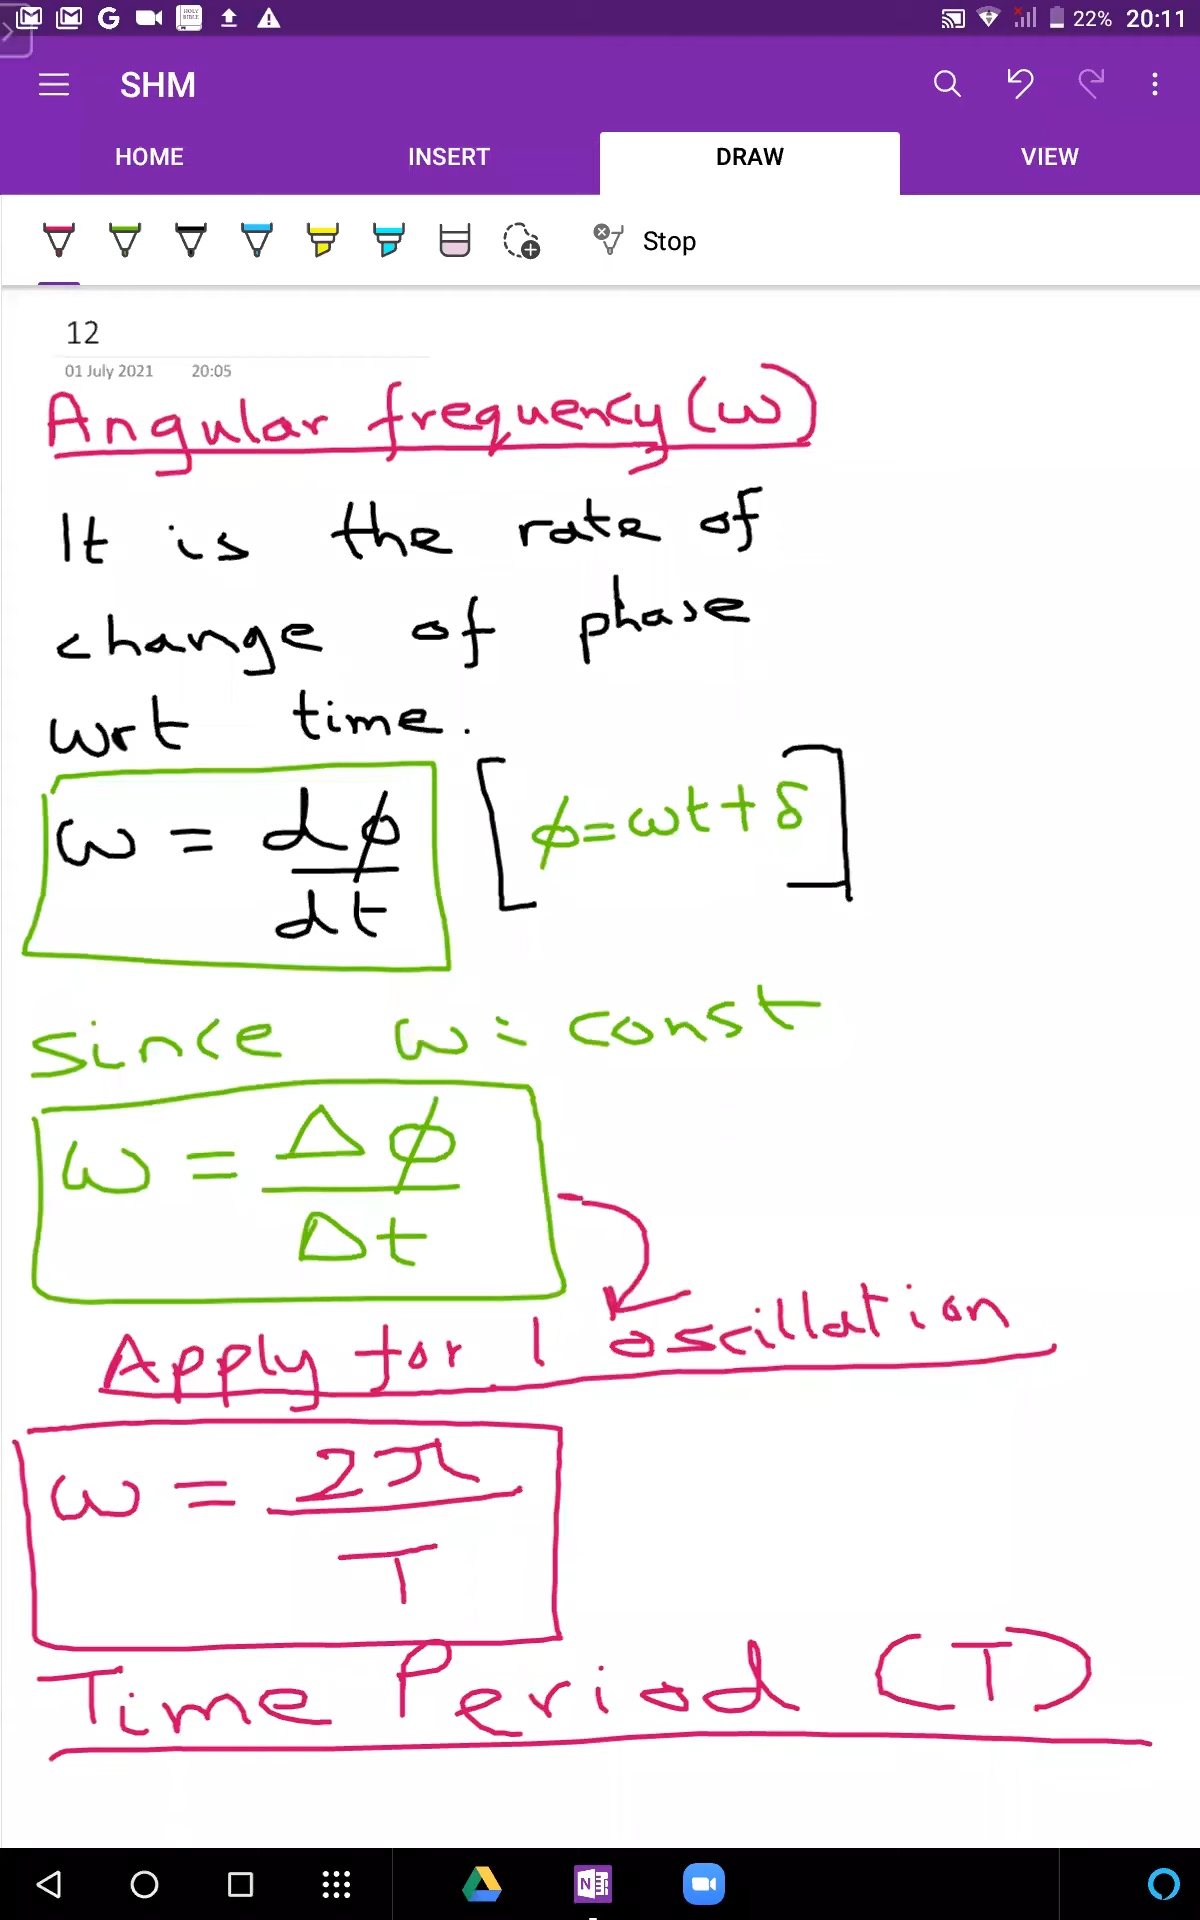 22% 20:11
SHM
HOME INSERT DRAW VIEW
Stop
12
01 July 2021 20:05
Angular frequency (ω)
It is the rate of
change of phase
wrt time.
ω = dϕ/dt [ϕ=ωt+δ]
since ω = const
ω = Δϕ/Δt
Apply for 1 oscillation
ω = 2π/T
Time Period (T)